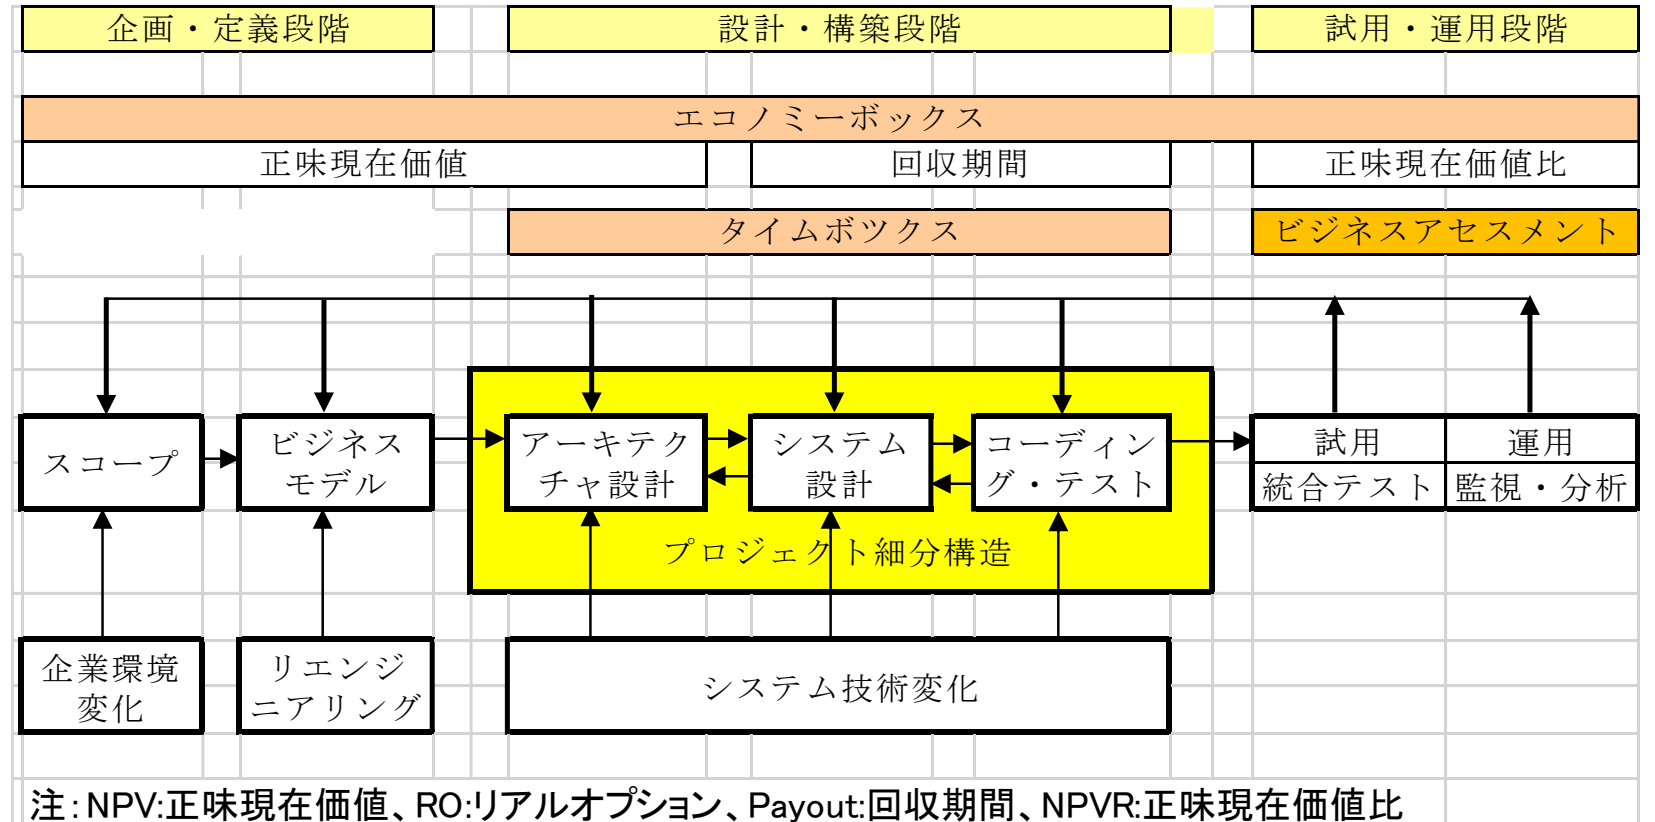 企画・定義段階
設計・構築段階
試用・運用段階
エコノミーボックス
正味現在価値
回収期間
正味現在価値比
タイムボツクス
ビジネスアセスメント
スコープ
ビジネス
モデル
アーキテク
チャ設計
システム
設計
コーディン
グ・テスト
試用
運用
統合テスト
監視・分析
プロジェクト細分構造
企業環境
変化
リエンジ
ニアリング
システム技術変化
注:NPV:正味現在価値、RO:リアルオプション、Payout:回収期間、NPVR:正味現在価値比